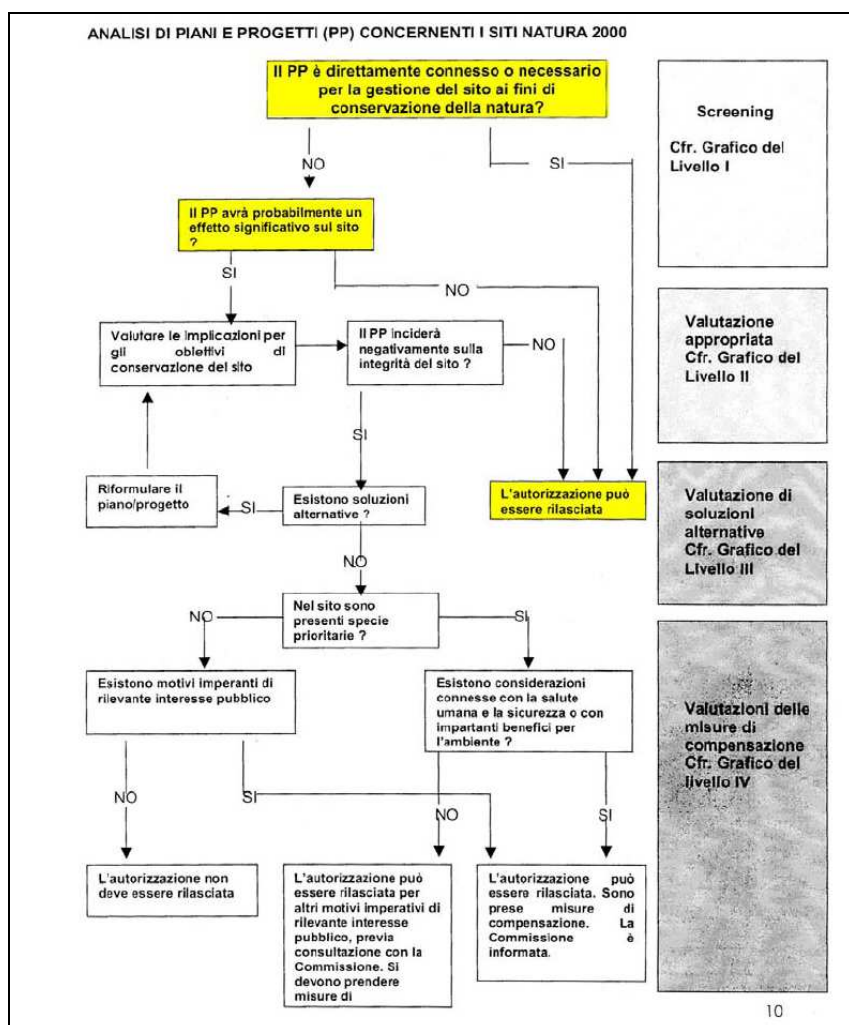 ANALISI DI PIANI E PROGETTI (PP) CONCERNENTI I SITI NATURA 2000
Il PP è direttamente connesso o necessario
per la gestione del sito ai fini di
conservazione della natura?
Screening
Cfr. Grafico del
Livello I
NO
SI
Il PP avrà probabilmente un
effetto significativo sul sito
?
SI
NO
Valutare le implicazioni per
gli obiettivi di
conservazione del sito
Il PP inciderà
negativamente sulla
integrità del sito ?
NO
Valutazione
appropriata
Cfr. Grafico del
Livello II
SI
Riformulare il
piano/progetto
SI
Esistono soluzioni
alternative ?
L'autorizzazione può
essere rilasciata
Valutazione di
soluzioni
alternative
Cfr. Grafico del
Livello III
NO
Nel sito sono
presenti specie
prioritarie ?
NO
SI
Esistono motivi imperanti di
rilevante interesse pubblico
Esistono considerazioni
connesse con la salute
umana e la sicurezza o con
impartanti benefici per
l'ambiente ?
Valutazioni delle
misure di
compensazione
Cfr. Grafico del
livello IV
NO
SI
NO
SI
L'autorizzazione non
deve essere rilasciata
L'autorizzazione può
essere rilasciata per
altri motivi imperativi di
rilevante interesse
pubblico, previa
consultazione con la
Commissione. Si
devono prendere
misure di
L'autorizzazione può
essere rilasciata. Sono
prese misure di
compensazione. La
Commissione è
informata.
10